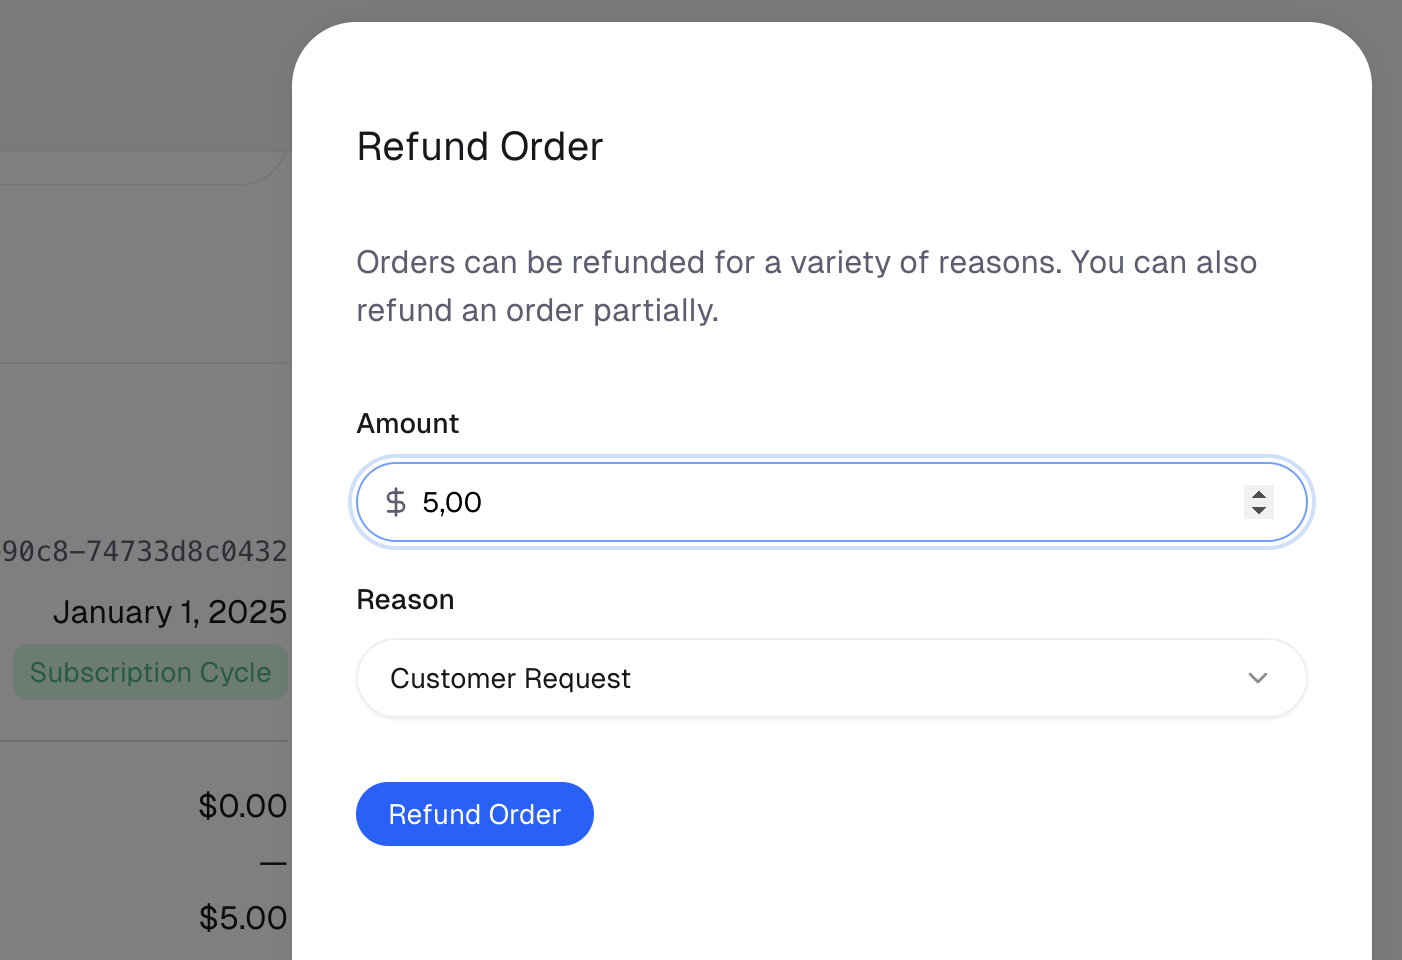 Refund Order
Orders can be refunded for a variety of reasons. You can also
refund an order partially.
Amount
$ 5,00
Reason
Customer Request
Refund Order
90c8-74733d8c0432
January 1, 2025
Subscription Cycle
$0.00
—
$5.00